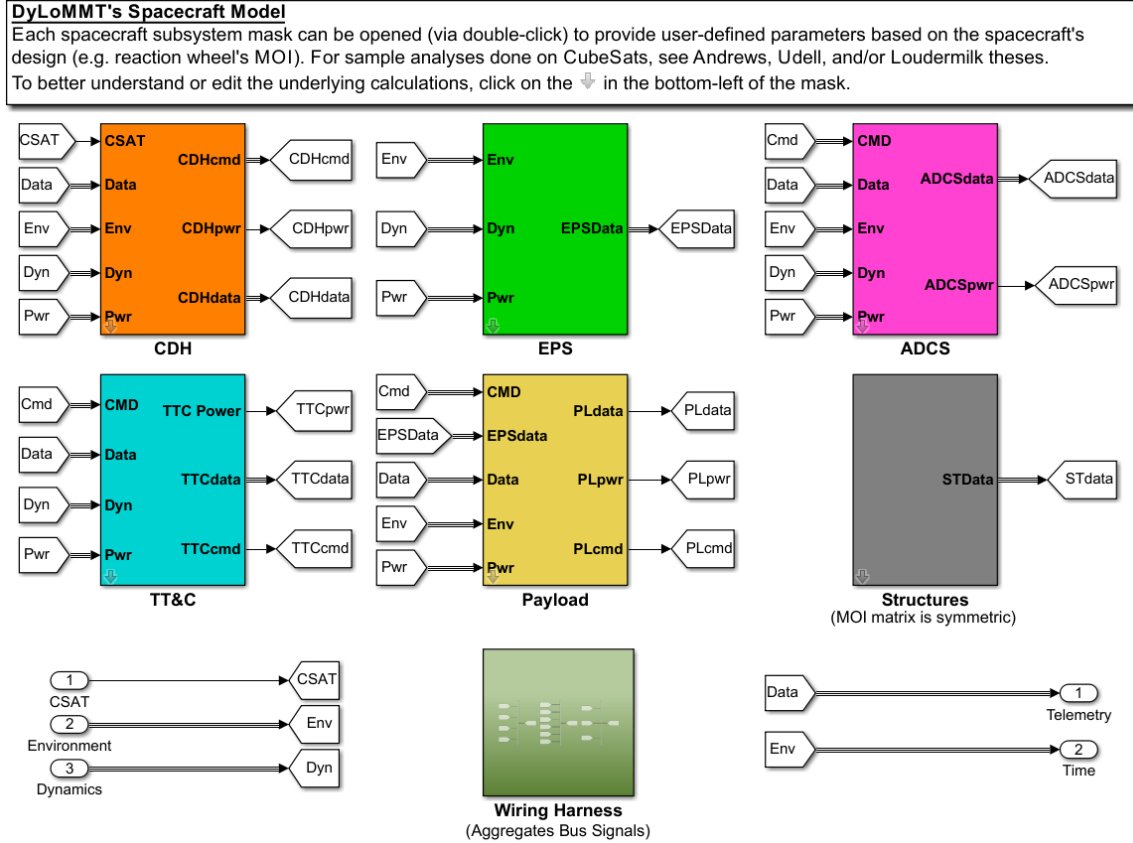 DyLoMMT's Spacecraft Model
Each spacecraft subsystem mask can be opened (via double-click) to provide user-defined parameters based on the spacecraft's
design (e.g. reaction wheel's MOI). For sample analyses done on CubeSats, see Andrews, Udell, and/or Loudermilk theses.
To better understand or edit the underlying calculations, click on the in the bottom-left of the mask.
CSAT
Data
Env
Dyn
Pwr
CSAT
Data
Env
Dyn
Pwr
CDHcmd
CDHpwr
CDHdata
CDHcmd
CDHpwr
CDHdata
CDH
Env
Dyn
Pwr
Env
Dyn
Pwr
EPSData
EPSData
EPS
Cmd
Data
Env
Dyn
Pwr
CMD
Data
Env
Dyn
Pwr
ADCSdata
ADCSpwr
ADCSdata
ADCSpwr
ADCS
Cmd
Data
Dyn
Pwr
CMD
Data
Dyn
Pwr
TTC Power
TTCdata
TTCcmd
TTCpwr
TTCdata
TTCcmd
TT&C
Cmd
EPSData
Data
Env
Pwr
CMD
EPSdata
Data
Env
Pwr
PLdata
PLpwr
PLcmd
PLdata
PLpwr
PLcmd
Payload
STData
STdata
Structures
(MOI matrix is symmetric)
1
CSAT
CSAT
2
Environment
Env
3
Dynamics
Dyn
Wiring Harness
(Aggregates Bus Signals)
Data
1
Telemetry
Env
2
Time